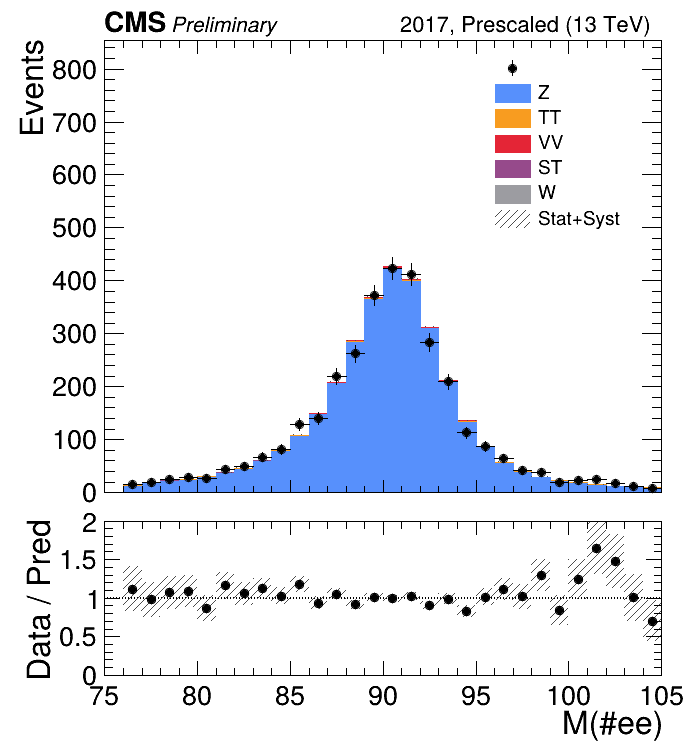 CMS Preliminary 2017, Prescaled (13 TeV)
Events
800
700
600
500
400
300
200
100
0
Z
TT
VV
ST
W
Stat+Syst
Data / Pred
2
1.5
1
0.5
0
75 80 85 90 95 100 105
M(#ee)